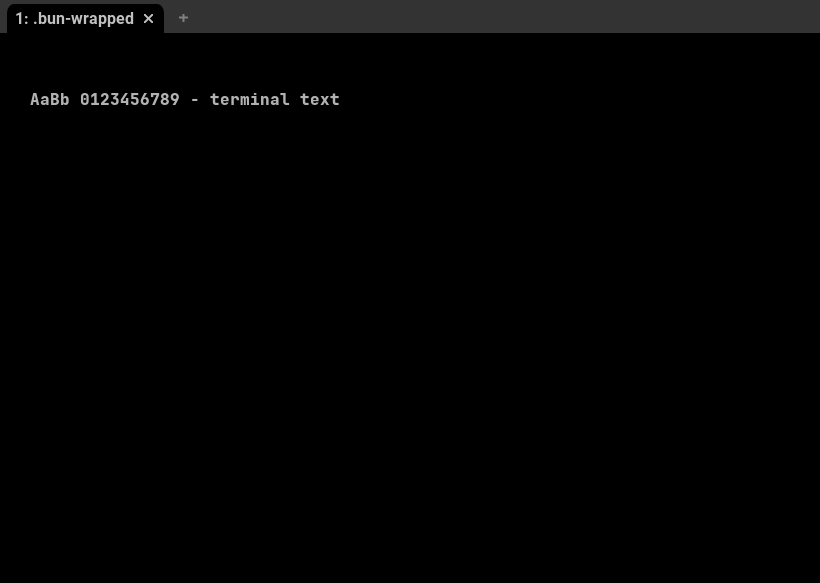 1: .bun-wrapped ✕ +
AaBb 0123456789 - terminal text